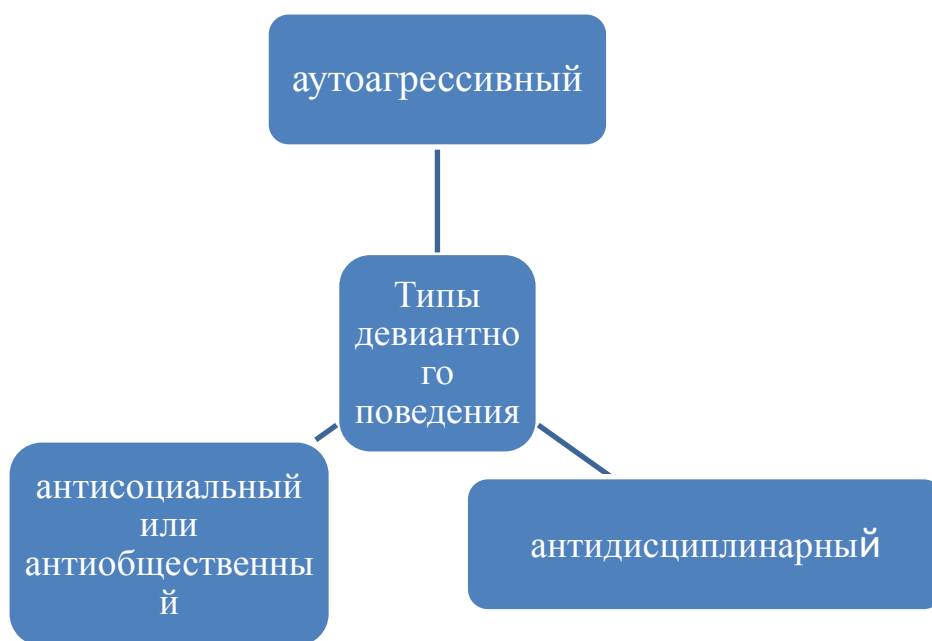 аутоагрессивный
Типы
девиантно
го
поведения
антисоциальный
или
антиобщественны
й
антидисциплинарный